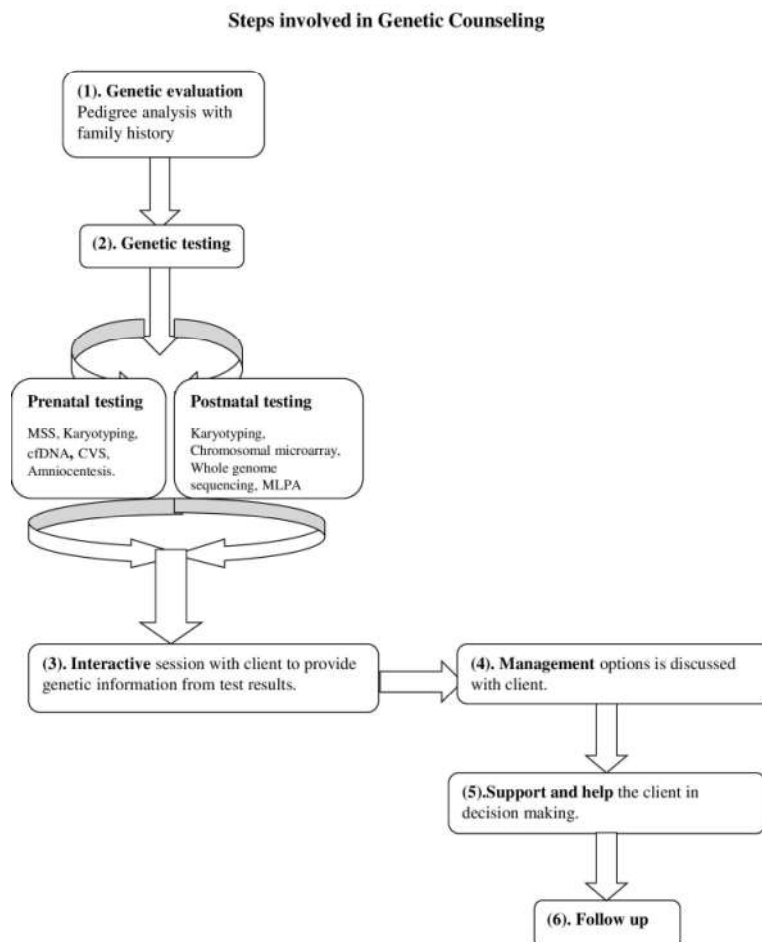 Steps involved in Genetic Counseling
(1). Genetic evaluation
Pedigree analysis with
family history
(2). Genetic testing
Prenatal testing
MSS, Karyotyping,
cfDNA, CVS,
Amniocentesis.
Postnatal testing
Karyotyping,
Chromosomal microarray,
Whole genome
sequencing, MLPA
(3). Interactive session with client to provide
genetic information from test results.
(4). Management options is discussed
with client.
(5).Support and help the client in
decision making.
(6). Follow up